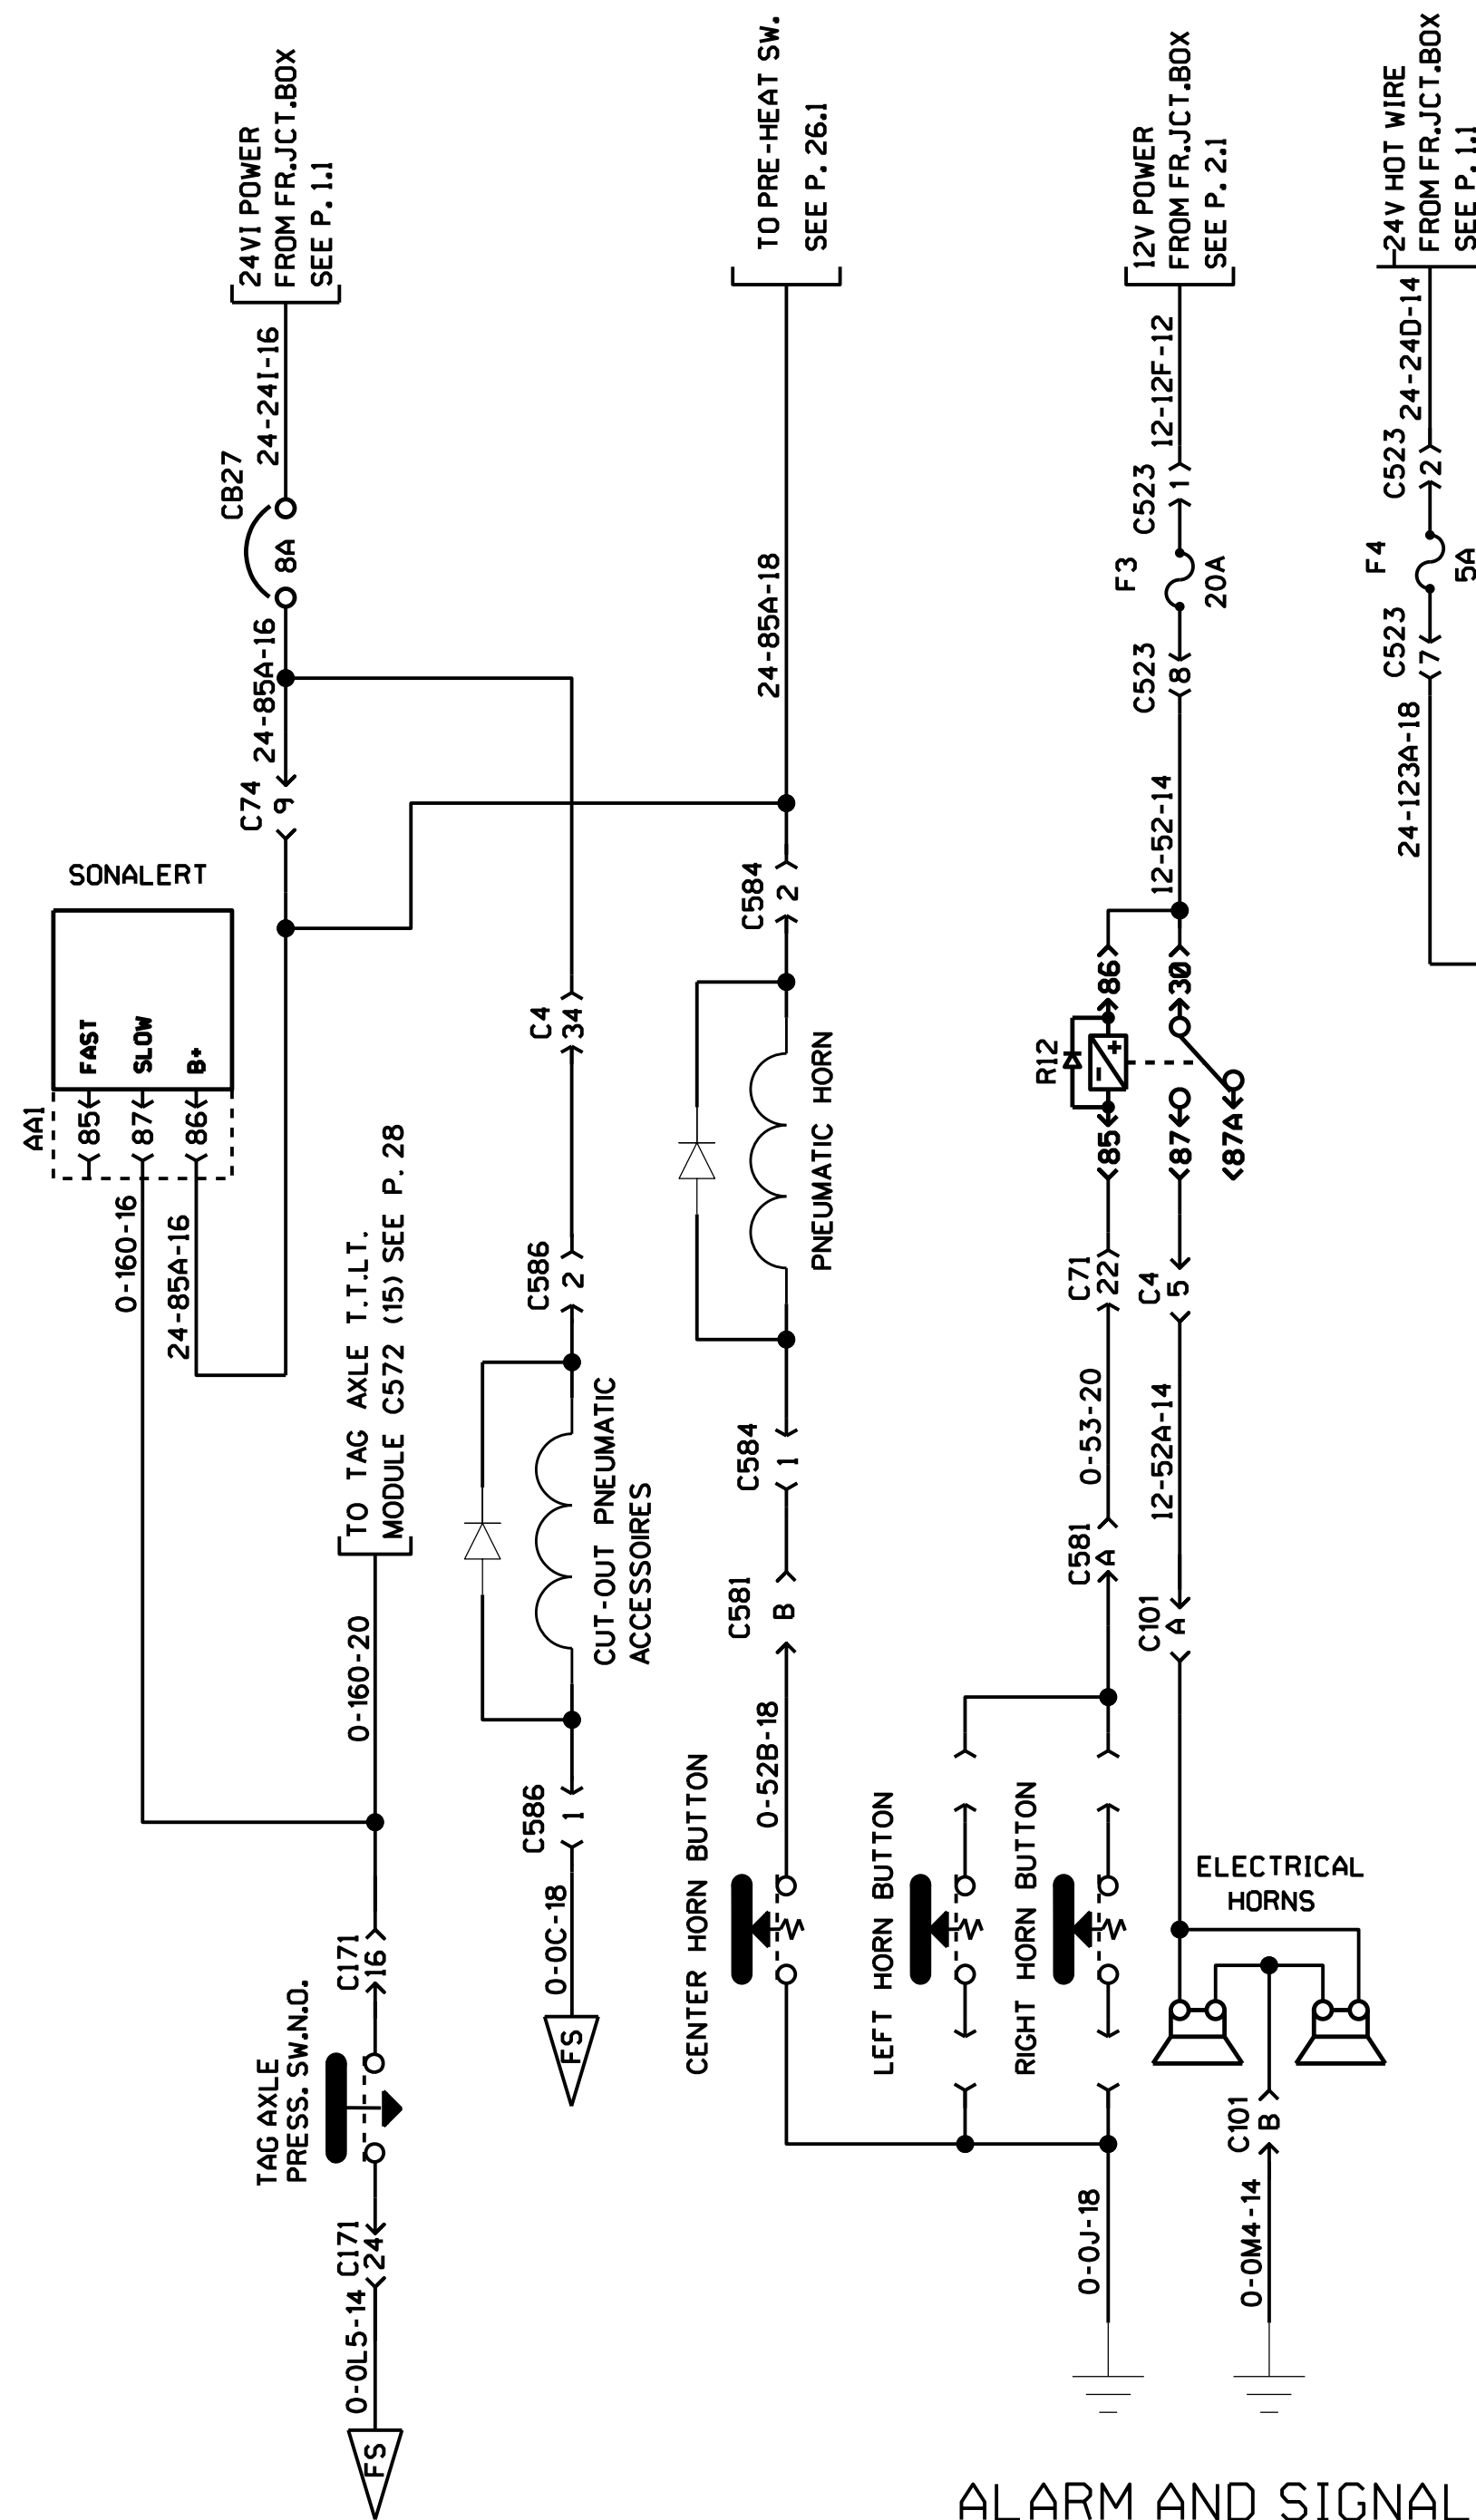 24VI POWER
FROM FR.JCT.BOX
SEE P. 1.1
24-24I-16
CB27
8A
24-85A-16
C74
9
SONALERT
FAST
SLOW
B+
AA1
85
87
86
0-160-16
24-85A-16
TO TAG AXLE T.T.LT.
MODULE C572 (15) SEE P. 28
0-160-20
C171
16
TAG AXLE
PRESS. SW.N.O.
C171
24
0-0L5-14
FS
C4
34
C586
2
CUT-OUT PNEUMATIC
ACCESSOIRES
C586
1
0-0C-18
FS
TO PRE-HEAT SW.
SEE P. 26.1
24-85A-18
C584
2
PNEUMATIC HORN
C584
1
C581
B
0-52B-18
CENTER HORN BUTTON
LEFT HORN BUTTON
RIGHT HORN BUTTON
12V POWER
FROM FR.JCT.BOX
SEE P. 2.1
12-12F-12
C523
1
F3
20A
C523
8
12-52-14
86
30
R12
+
-
85
87
87A
C71
22
C4
5
0-53-20
12-52A-14
C581
A
C101
A
ELECTRICAL
HORNS
C101
B
0-0J-18
0-0M4-14
24V HOT WIRE
FROM FR.JCT.BOX
SEE P. 1.1
24-24D-14
C523
2
F4
5A
C523
7
24-123A-18
ALARM AND SIGNAL